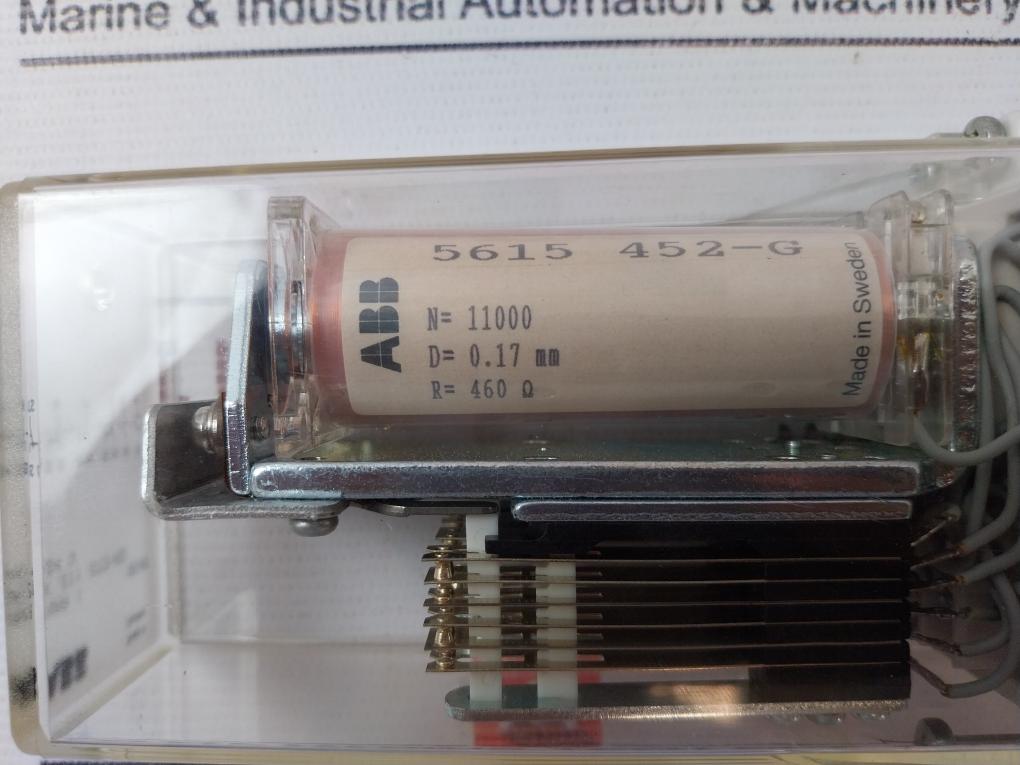 Marine & Industrial Automation & Machinery
5615 452-G
ABB
N= 11000
D= 0.17 mm
R= 460 Ω
Made in Sweden